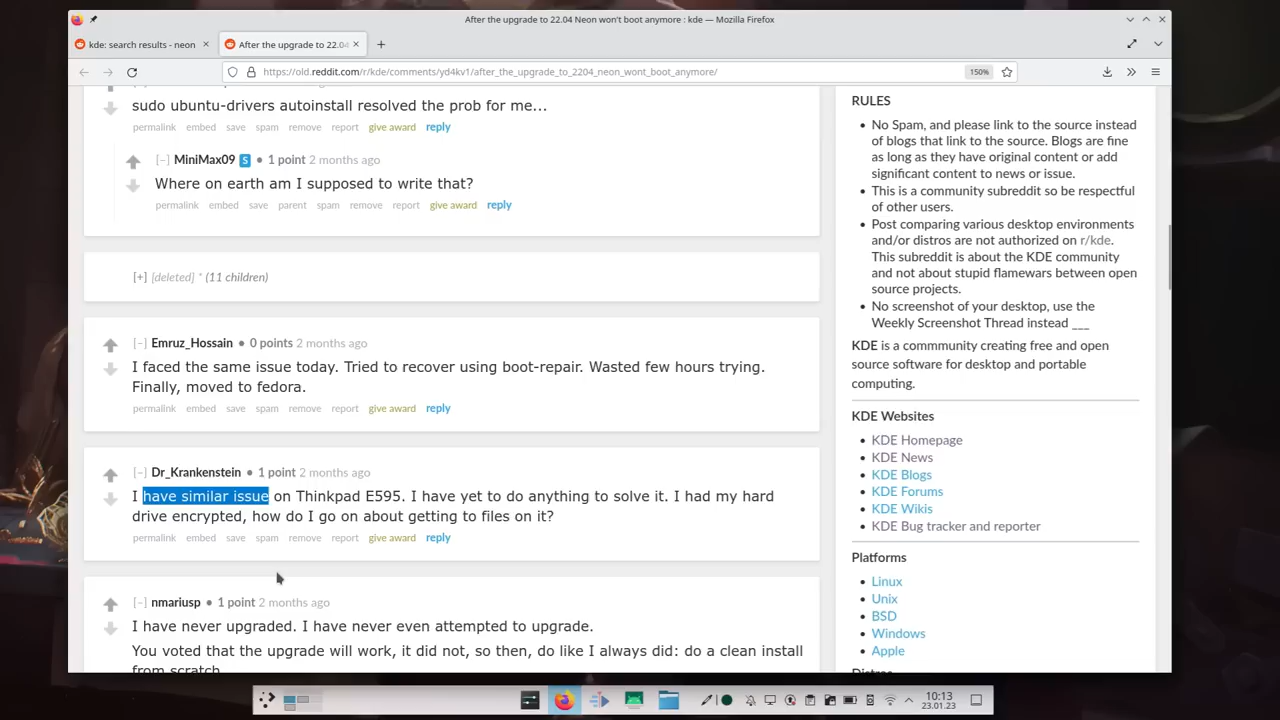 After the upgrade to 22.04 Neon won't boot anymore : kde — Mozilla Firefox
kde: search results - neon
After the upgrade to 22.04
https://old.reddit.com/r/kde/comments/yd4kv1/after_the_upgrade_to_2204_neon_wont_boot_anymore/
150%
sudo ubuntu-drivers autoinstall resolved the prob for me...
permalink embed save spam remove report give award reply
[–] MiniMax09 S • 1 point 2 months ago
Where on earth am I supposed to write that?
permalink embed save parent spam remove report give award reply
[+] [deleted] * (11 children)
[–] Emruz_Hossain • 0 points 2 months ago
I faced the same issue today. Tried to recover using boot-repair. Wasted few hours trying.
Finally, moved to fedora.
permalink embed save spam remove report give award reply
[–] Dr_Krankenstein • 1 point 2 months ago
I have similar issue on Thinkpad E595. I have yet to do anything to solve it. I had my hard
drive encrypted, how do I go on about getting to files on it?
permalink embed save spam remove report give award reply
[–] nmariusp • 1 point 2 months ago
I have never upgraded. I have never even attempted to upgrade.
You voted that the upgrade will work, it did not, so then, do like I always did: do a clean install
from scratch
RULES
• No Spam, and please link to the source instead
of blogs that link to the source. Blogs are fine
as long as they have original content or add
significant content to news or issue.
• This is a community subreddit so be respectful
of other users.
• Post comparing various desktop environments
and/or distros are not authorized on r/kde.
This subreddit is about the KDE community
and not about stupid flamewars between open
source projects.
• No screenshot of your desktop, use the
Weekly Screenshot Thread instead ___
KDE is a commmunity creating free and open
source software for desktop and portable
computing.
KDE Websites
• KDE Homepage
• KDE News
• KDE Blogs
• KDE Forums
• KDE Wikis
• KDE Bug tracker and reporter
Platforms
• Linux
• Unix
• BSD
• Windows
• Apple
Distros
10:13
23.01.23